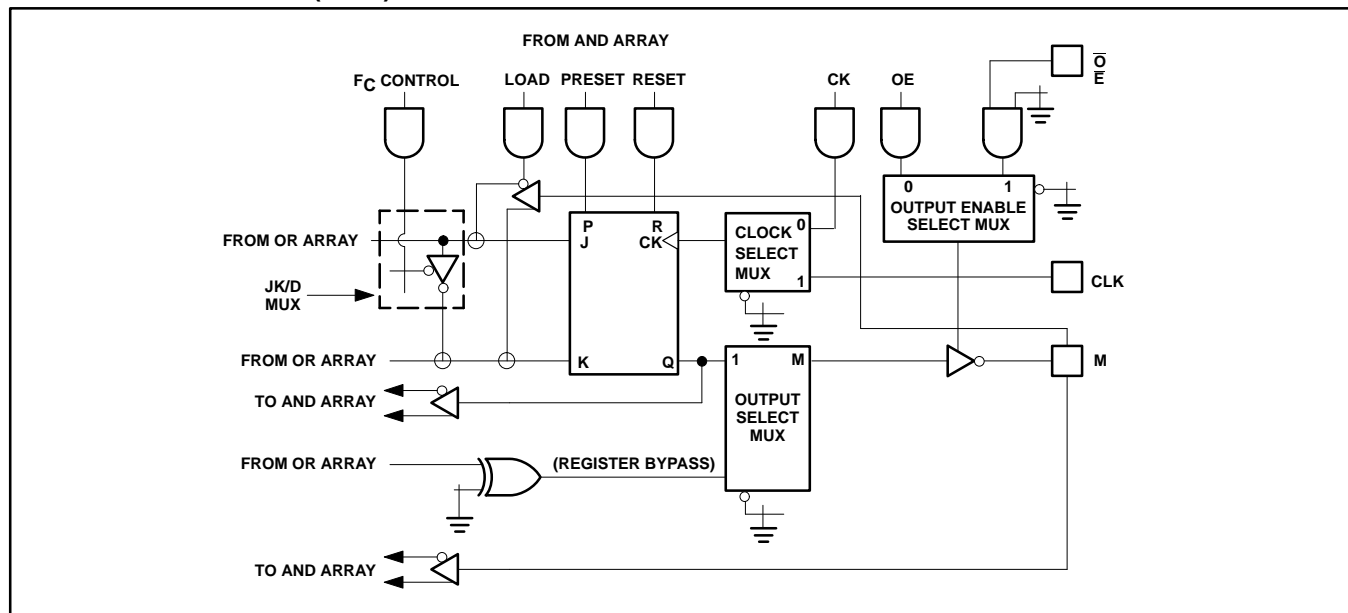 FROM AND ARRAY
FC CONTROL
LOAD
PRESET
RESET
CK
OE
O
E
0
1
OUTPUT ENABLE
SELECT MUX
P
R
J
CK
CLOCK
SELECT
MUX
0
1
FROM OR ARRAY
JK/D
MUX
CLK
FROM OR ARRAY
K
Q
1
M
M
OUTPUT
SELECT
MUX
TO AND ARRAY
FROM OR ARRAY
(REGISTER BYPASS)
TO AND ARRAY